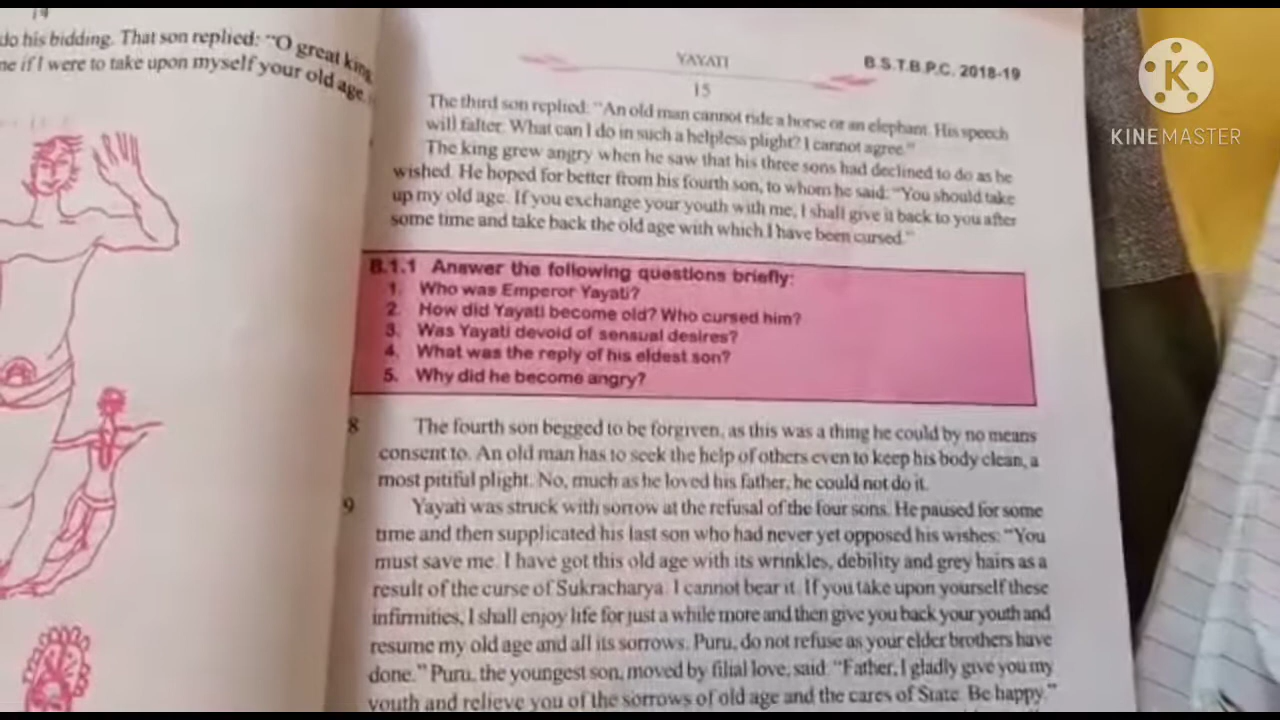 14
do his bidding. That son replied: "O great king,
me if I were to take upon myself your old age.
YAYATI
B.S.T.B.P.C. 2018-19
15
The third son replied: "An old man cannot ride a horse or an elephant. His speech
will falter. What can I do in such a helpless plight? I cannot agree."
The king grew angry when he saw that his three sons had declined to do as he
wished. He hoped for better from his fourth son, to whom he said: "You should take
up my old age. If you exchange your youth with me, I shall give it back to you after
some time and take back the old age with which I have been cursed."
B.1.1 Answer the following questions briefly:
1. Who was Emperor Yayati?
2. How did Yayati become old? Who cursed him?
3. Was Yayati devoid of sensual desires?
4. What was the reply of his eldest son?
5. Why did he become angry?
8 The fourth son begged to be forgiven, as this was a thing he could by no means
consent to. An old man has to seek the help of others even to keep his body clean, a
most pitiful plight. No, much as he loved his father, he could not do it.
9 Yayati was struck with sorrow at the refusal of the four sons. He paused for some
time and then supplicated his last son who had never yet opposed his wishes: "You
must save me. I have got this old age with its wrinkles, debility and grey hairs as a
result of the curse of Sukracharya. I cannot bear it. If you take upon yourself these
infirmities, I shall enjoy life for just a while more and then give you back your youth and
resume my old age and all its sorrows. Puru, do not refuse as your elder brothers have
done." Puru, the youngest son, moved by filial love, said: "Father, I gladly give you my
youth and relieve you of the sorrows of old age and the cares of State. Be happy."
K
KINEMASTER